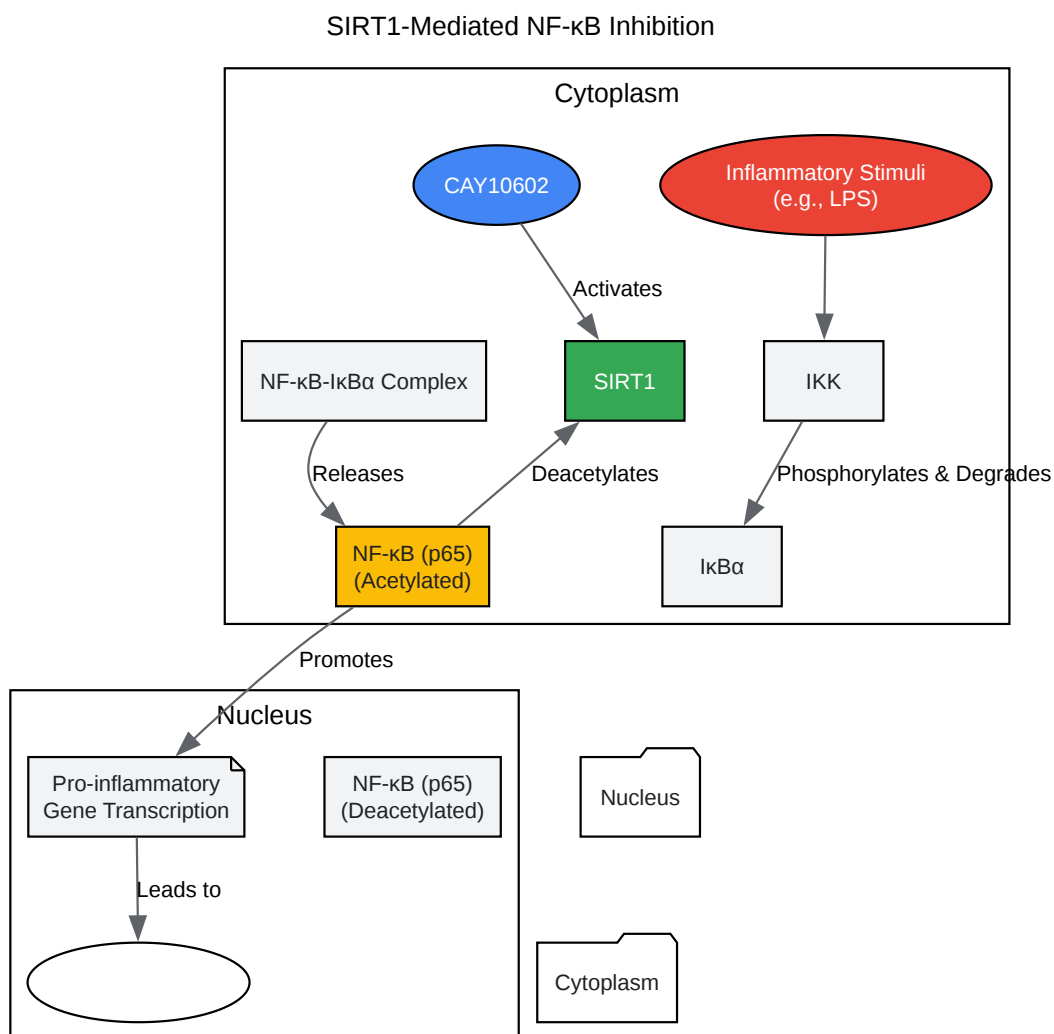 SIRT1-Mediated NF-κB Inhibition
Cytoplasm
CAY10602
Inflammatory Stimuli
(e.g., LPS)
Activates
NF-κB-IκBα Complex
SIRT1
IKK
Releases
Deacetylates
Phosphorylates & Degrades
NF-κB (p65)
(Acetylated)
IκBα
Promotes
Nucleus
Pro-inflammatory
Gene Transcription
NF-κB (p65)
(Deacetylated)
Nucleus
Leads to
Cytoplasm